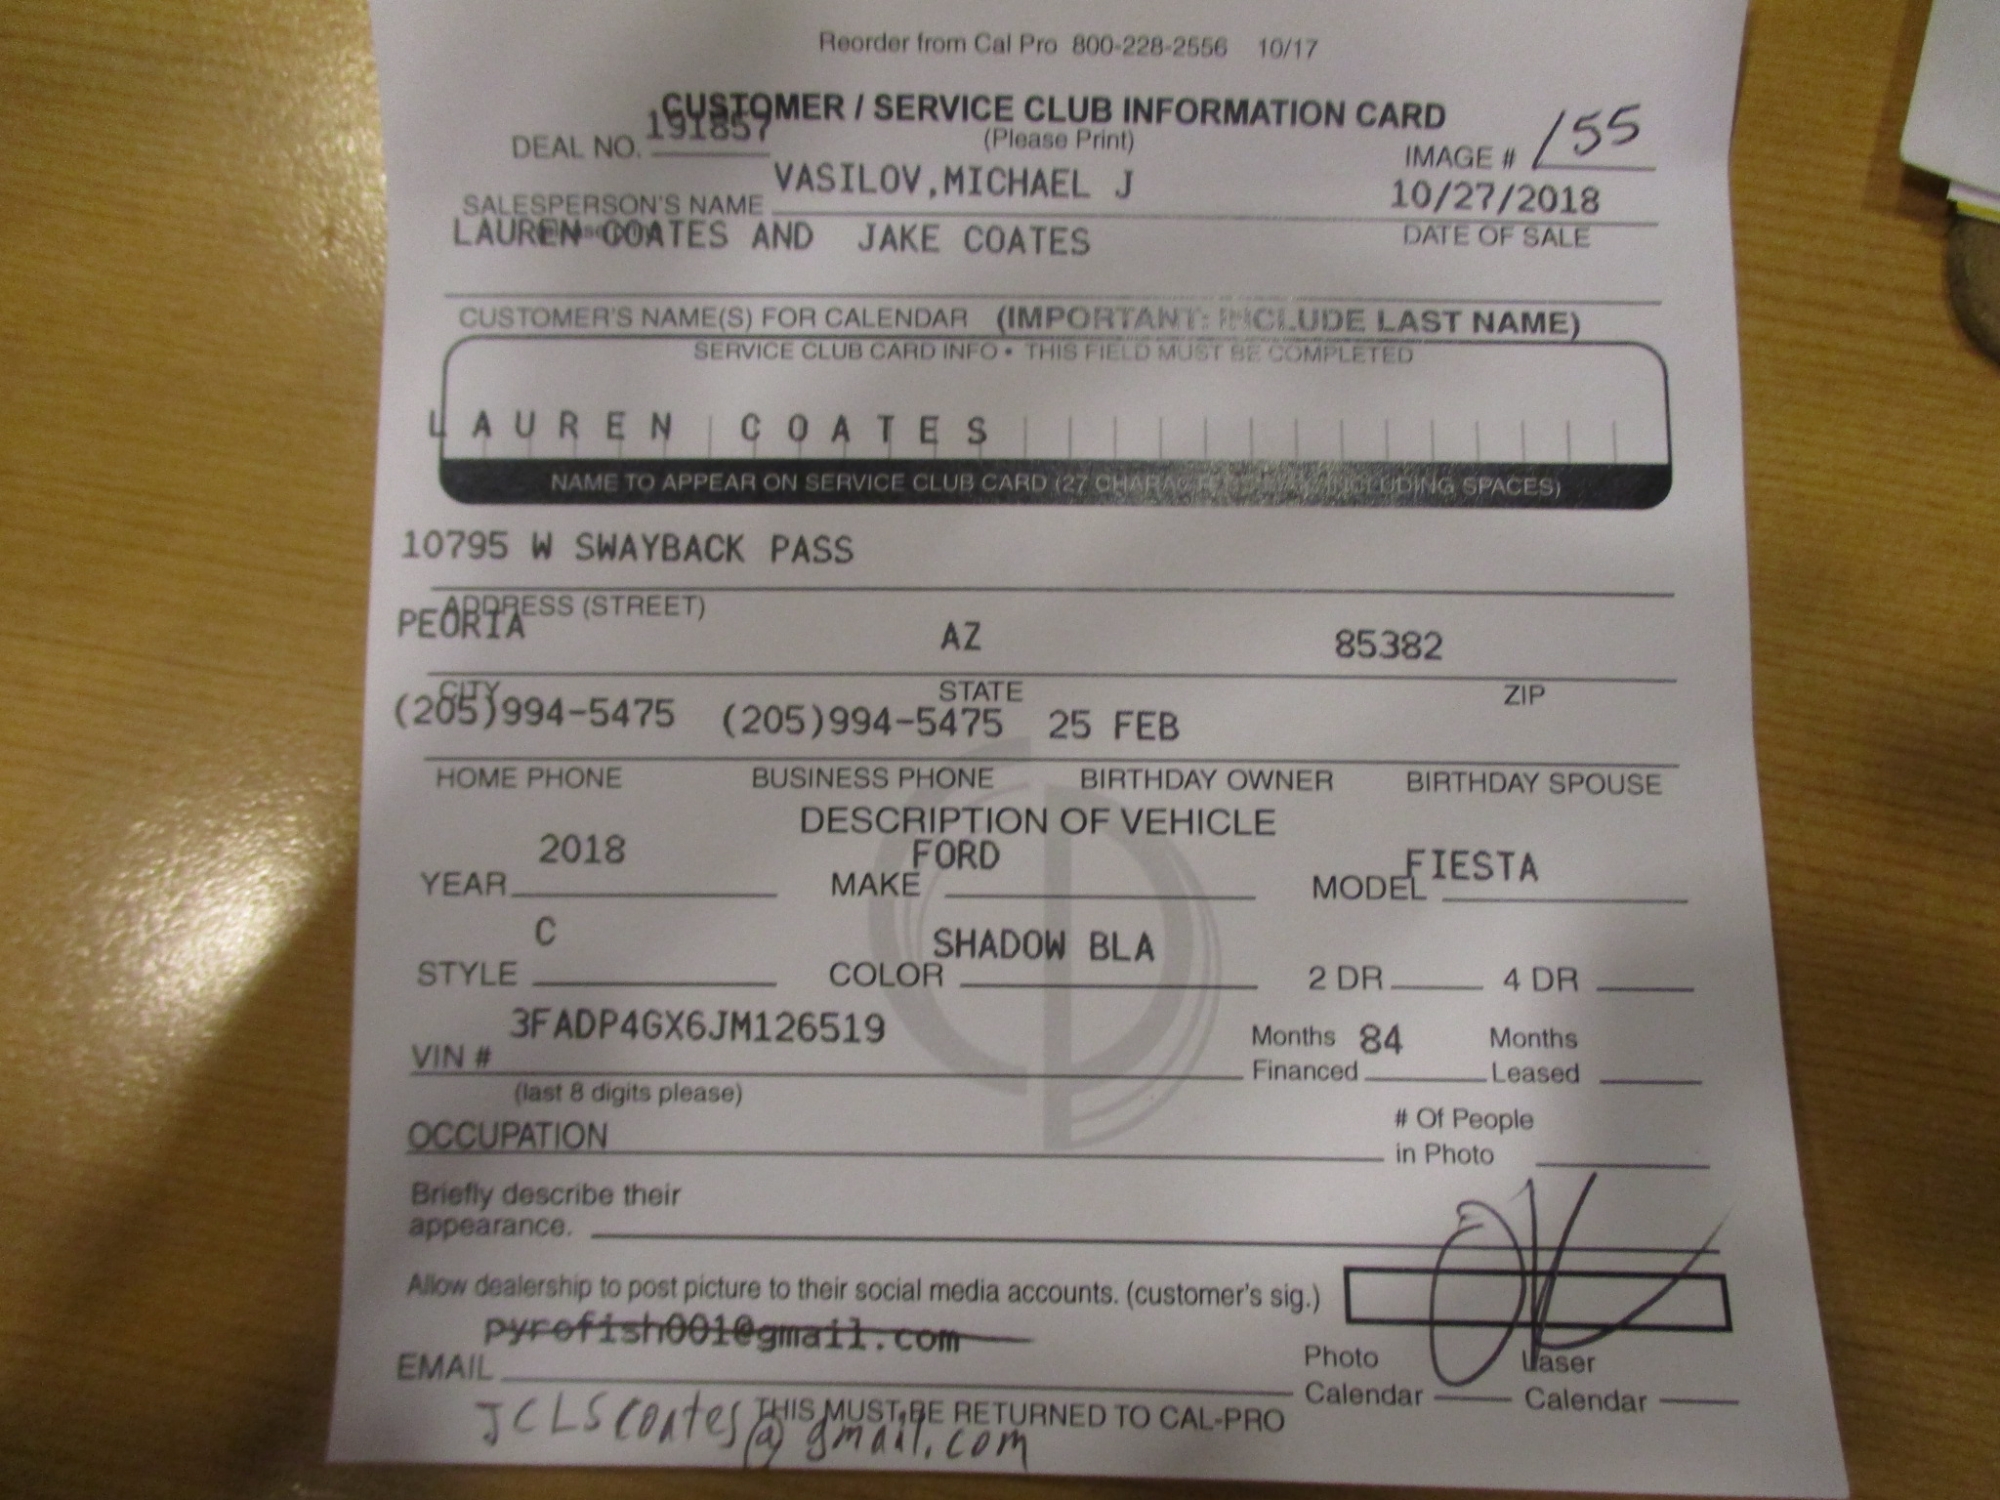 Reorder from Cal Pro 800-228-2556 10/17
CUSTOMER / SERVICE CLUB INFORMATION CARD
(Please Print)
DEAL NO. 191857
IMAGE # 155
SALESPERSON'S NAME VASILOV,MICHAEL J
10/27/2018
DATE OF SALE
LAUREN COATES AND JAKE COATES
CUSTOMER'S NAME(S) FOR CALENDAR (IMPORTANT: INCLUDE LAST NAME)
SERVICE CLUB CARD INFO • THIS FIELD MUST BE COMPLETED
LAUREN COATES
NAME TO APPEAR ON SERVICE CLUB CARD (27 INCLUDING SPACES)
10795 W SWAYBACK PASS
ADDRESS (STREET)
PEORIA AZ 85382
CITY STATE ZIP
(205)994-5475 (205)994-5475 25 FEB
HOME PHONE BUSINESS PHONE BIRTHDAY OWNER BIRTHDAY SPOUSE
DESCRIPTION OF VEHICLE
YEAR 2018 MAKE FORD MODEL FIESTA
STYLE C COLOR SHADOW BLA 2 DR 4 DR
VIN # 3FADP4GX6JM126519 Months Financed 84 Months Leased
(last 8 digits please)
OCCUPATION # Of People in Photo
Briefly describe their
appearance.
Allow dealership to post picture to their social media accounts. (customer's sig.)
pyrofish001@gmail.com
EMAIL
Photo Calendar Laser Calendar
THIS MUST BE RETURNED TO CAL-PRO
JCLScoates@gmail.com